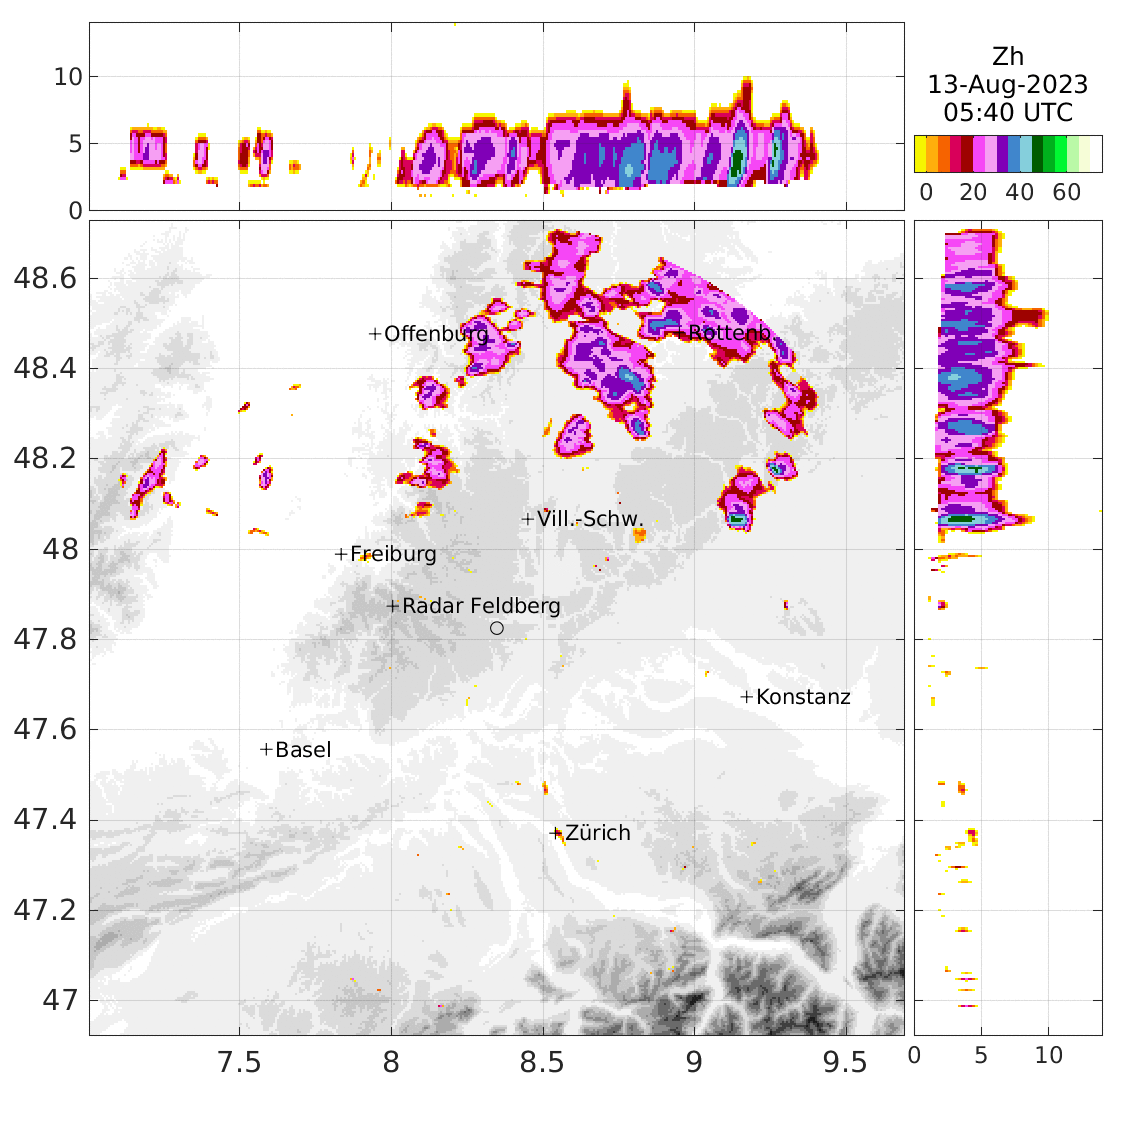 10
5
0
Zh
13-Aug-2023
05:40 UTC
0 20 40 60
48.6
48.4
48.2
48
47.8
47.6
47.4
47.2
47
Offenburg
Rottenb
Vill.-Schw.
Freiburg
Radar Feldberg
Konstanz
Basel
Zürich
7.5 8 8.5 9 9.5
0 5 10